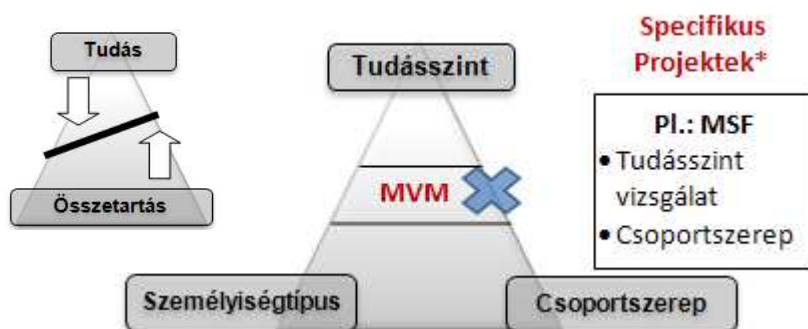 Tudás
Összetartás
Tudásszint
MVM
Személyiségtípus
Csoportszerep
Specifikus
Projektek*
Pl.: MSF
• Tudásszint
vizsgálat
• Csoportszerep